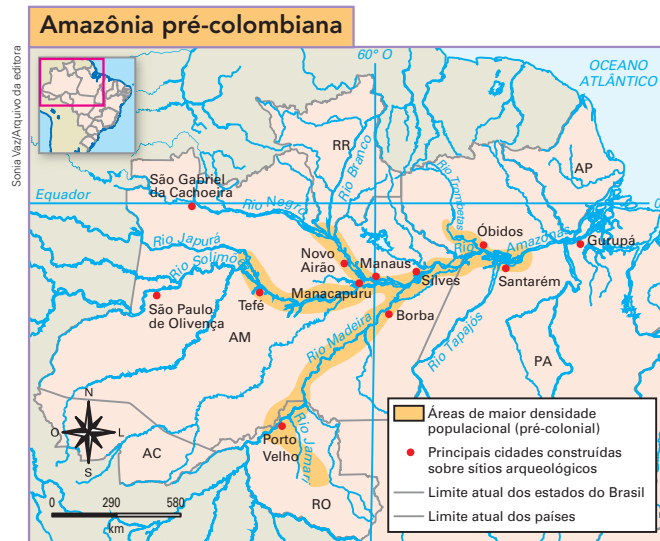 Amazônia pré-colombiana
Sonia Vaz/Arquivo da editora
60° O
OCEANO
ATLÂNTICO
RR
AP
Rio Branco
Rio Trombetas
São Gabriel
da Cachoeira
Equador
0°
Rio Negro
Rio Japurá
Rio Solimões
Óbidos
Rio Amazonas
Gurupá
Novo
Airão
Manaus
Silves
Santarém
Manacapuru
Tefé
São Paulo
de Olivença
Borba
AM
Rio Madeira
Rio Tapajós
PA
N
O
L
S
AC
Porto
Velho
Rio Jamari
RO
0
290
580
km
Áreas de maior densidade
populacional (pré-colonial)
Principais cidades construídas
sobre sítios arqueológicos
Limite atual dos estados do Brasil
Limite atual dos países